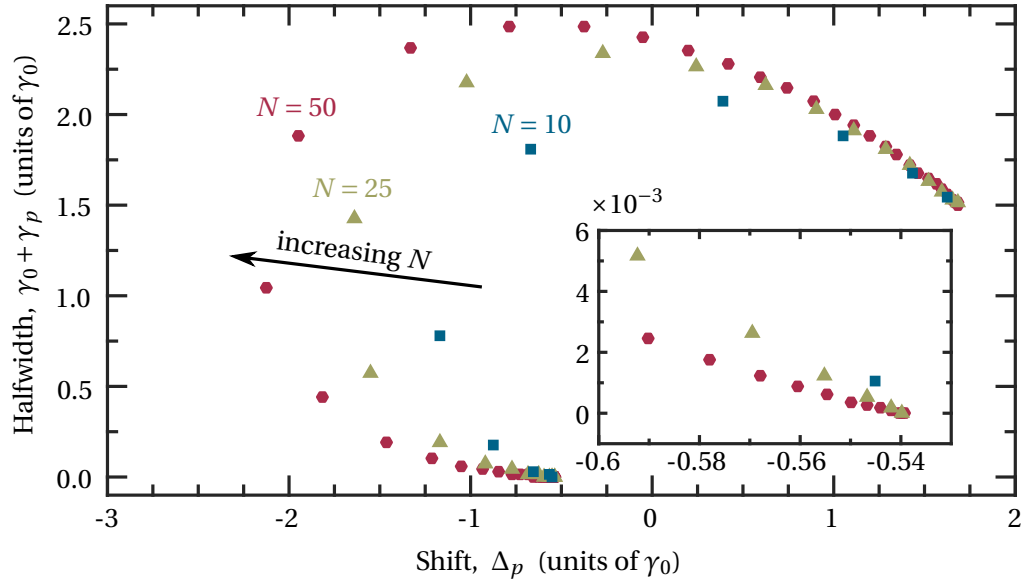 2.5
2.0
1.5
1.0
0.5
0.0
Halfwidth, γ₀ + γₚ (units of γ₀)
N = 50
N = 10
N = 25
increasing N
×10⁻³
6
4
2
0
-0.6 -0.58 -0.56 -0.54
-3 -2 -1 0 1 2
Shift, Δₚ (units of γ₀)